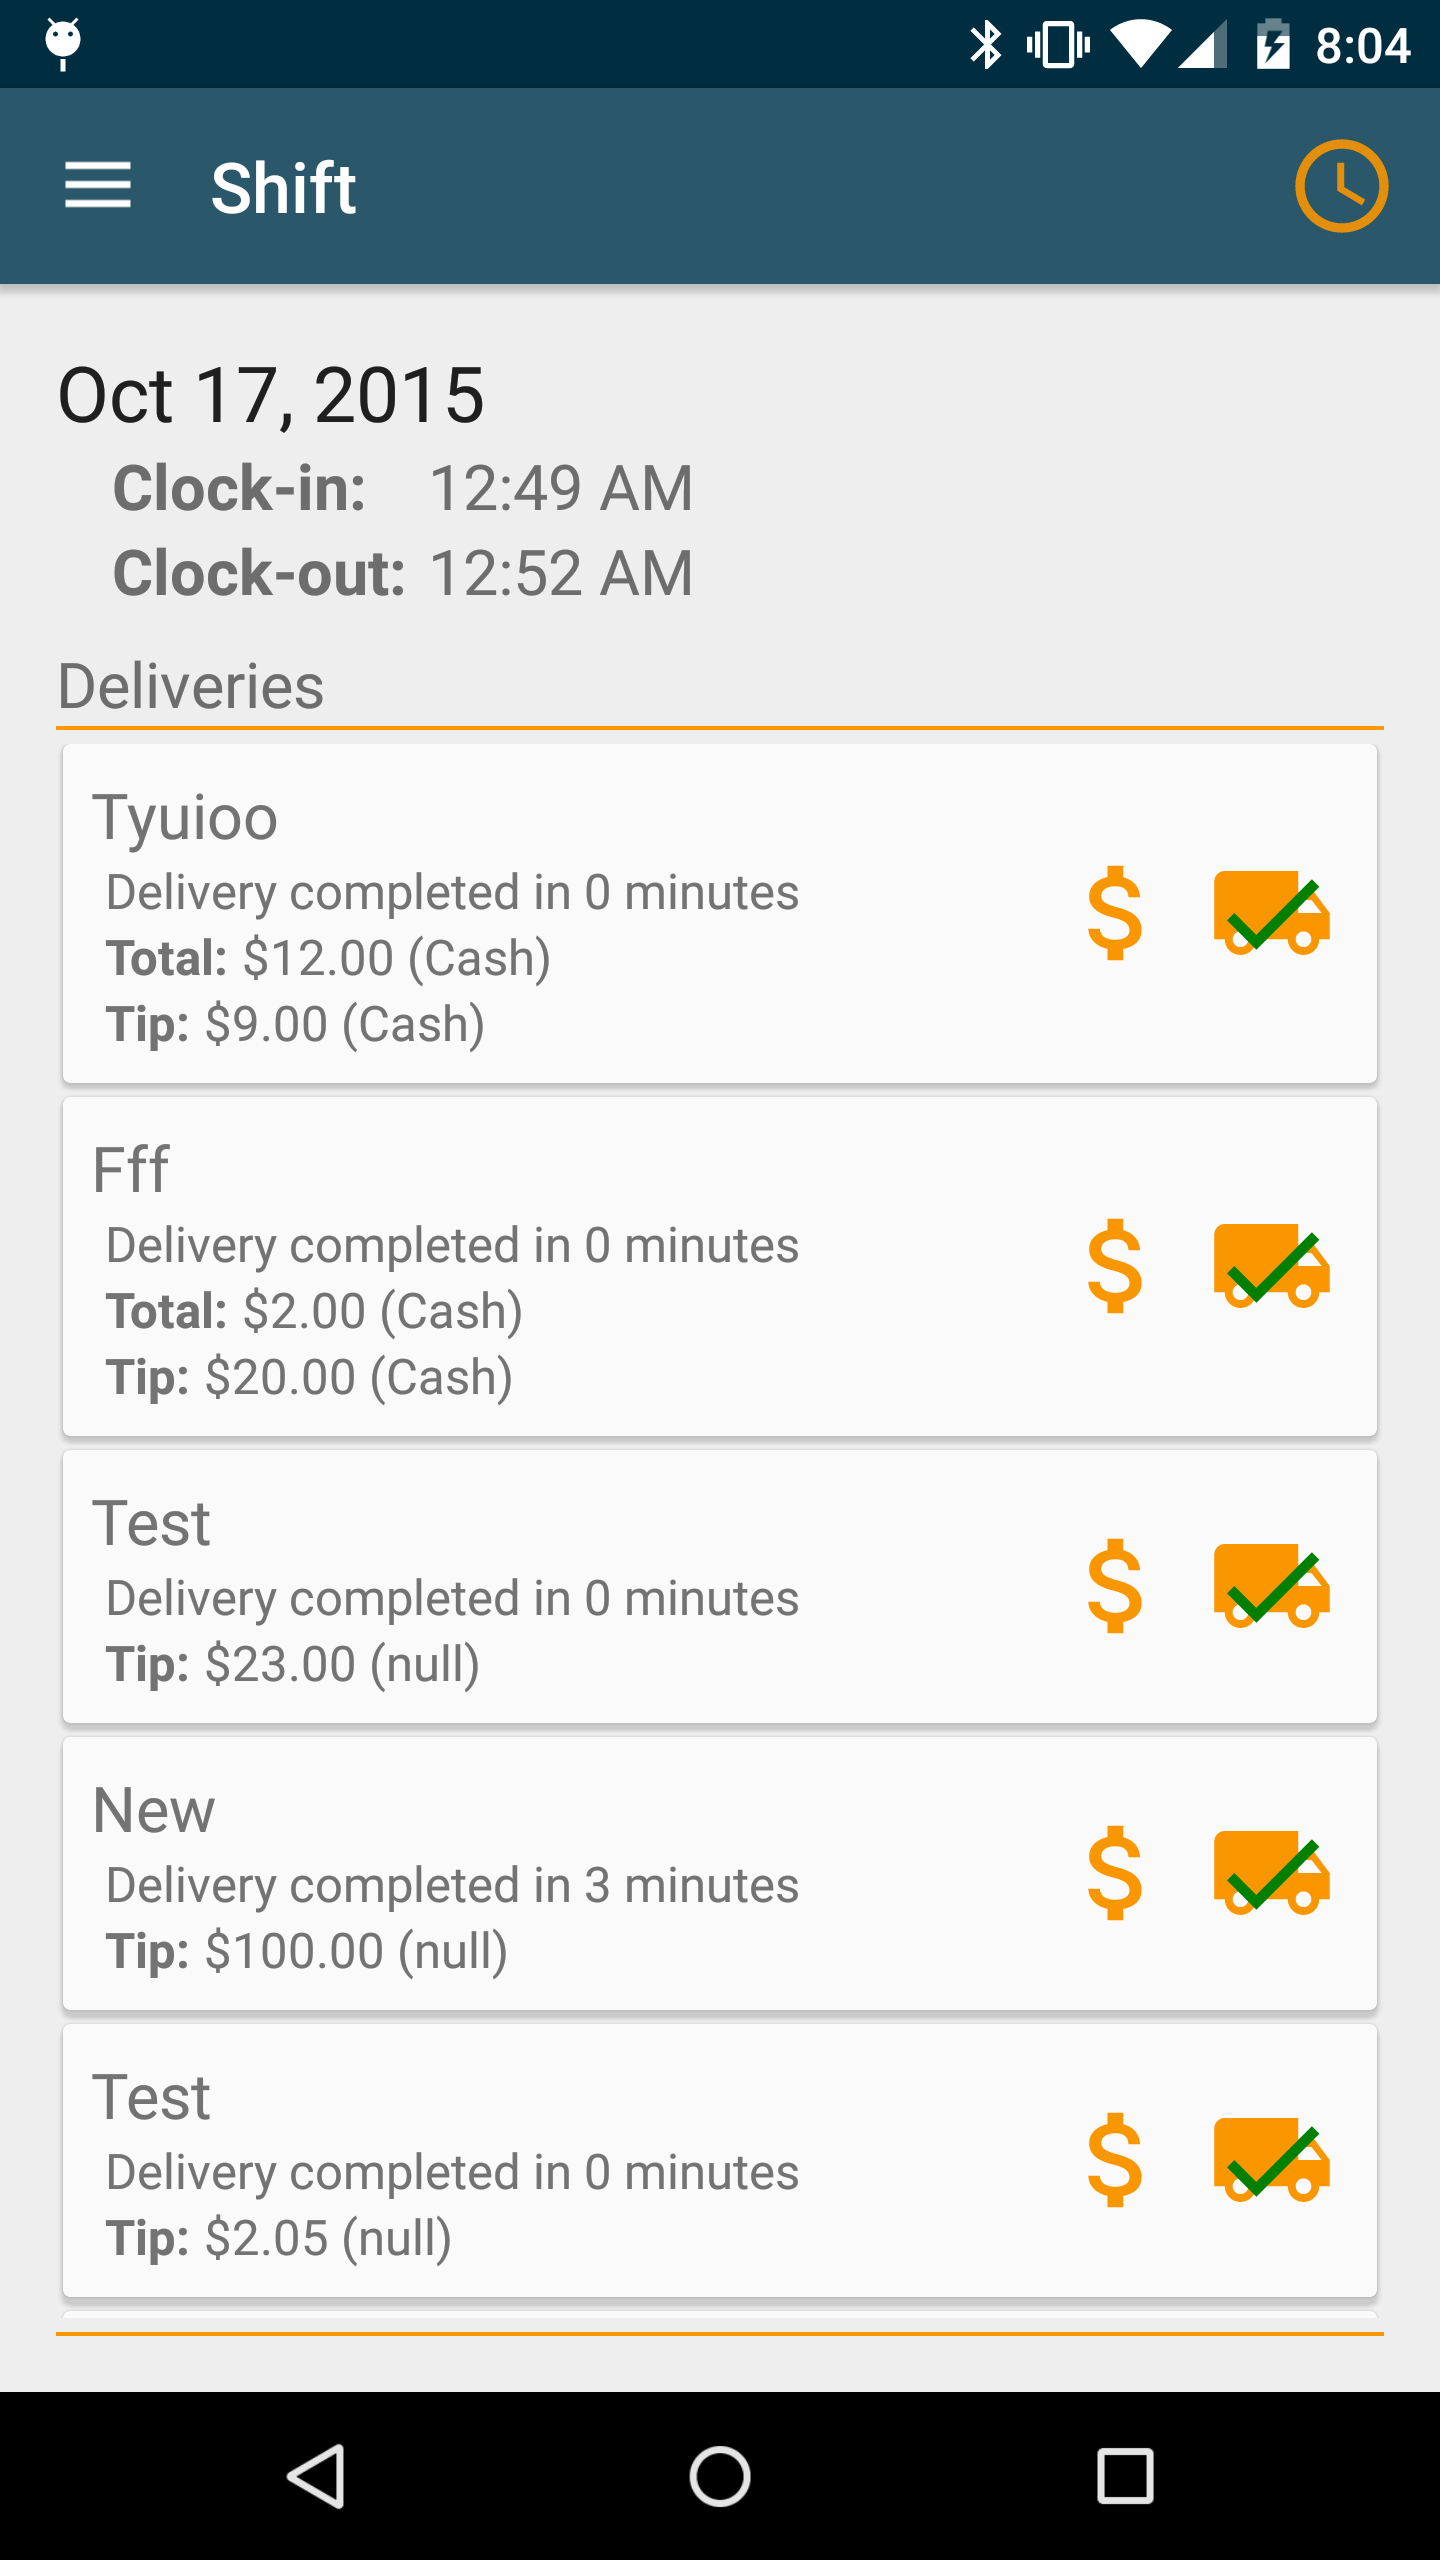 8:04
Shift
Oct 17, 2015
Clock-in: 12:49 AM
Clock-out: 12:52 AM
Deliveries
Tyuioo
Delivery completed in 0 minutes
Total: $12.00 (Cash)
Tip: $9.00 (Cash)
Fff
Delivery completed in 0 minutes
Total: $2.00 (Cash)
Tip: $20.00 (Cash)
Test
Delivery completed in 0 minutes
Tip: $23.00 (null)
New
Delivery completed in 3 minutes
Tip: $100.00 (null)
Test
Delivery completed in 0 minutes
Tip: $2.05 (null)